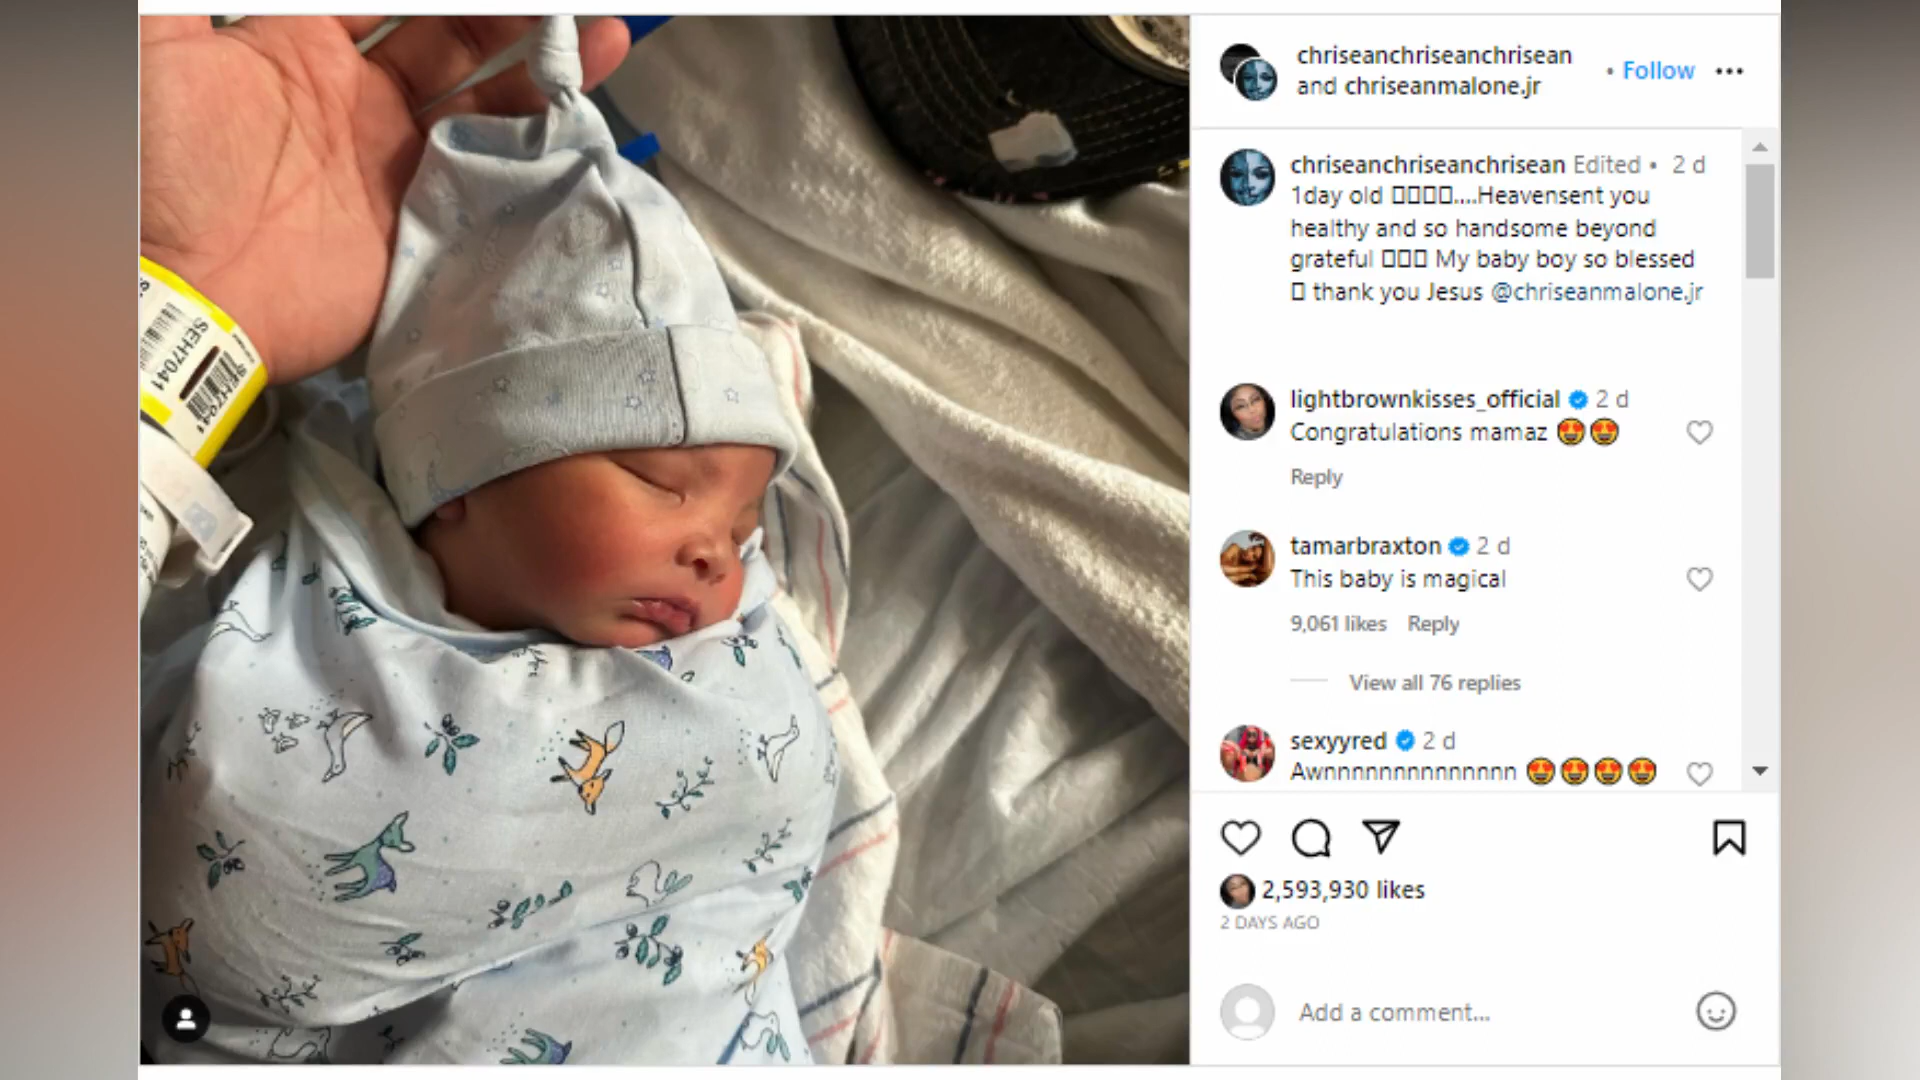 chriseanchriseanchrisean
and chriseanmalone.jr
• Follow
chriseanchriseanchrisean Edited • 2 d
1day old ▯▯▯▯....Heavensent you
healthy and so handsome beyond
grateful ▯▯▯ My baby boy so blessed
▯ thank you Jesus @chriseanmalone.jr
lightbrownkisses_official 2 d
Congratulations mamaz 😍😍
Reply
tamarbraxton 2 d
This baby is magical
9,061 likes Reply
View all 76 replies
sexyyred 2 d
Awnnnnnnnnnnnnnn 😍😍😍😍
2,593,930 likes
2 DAYS AGO
Add a comment...
SEH7041
SEH7041